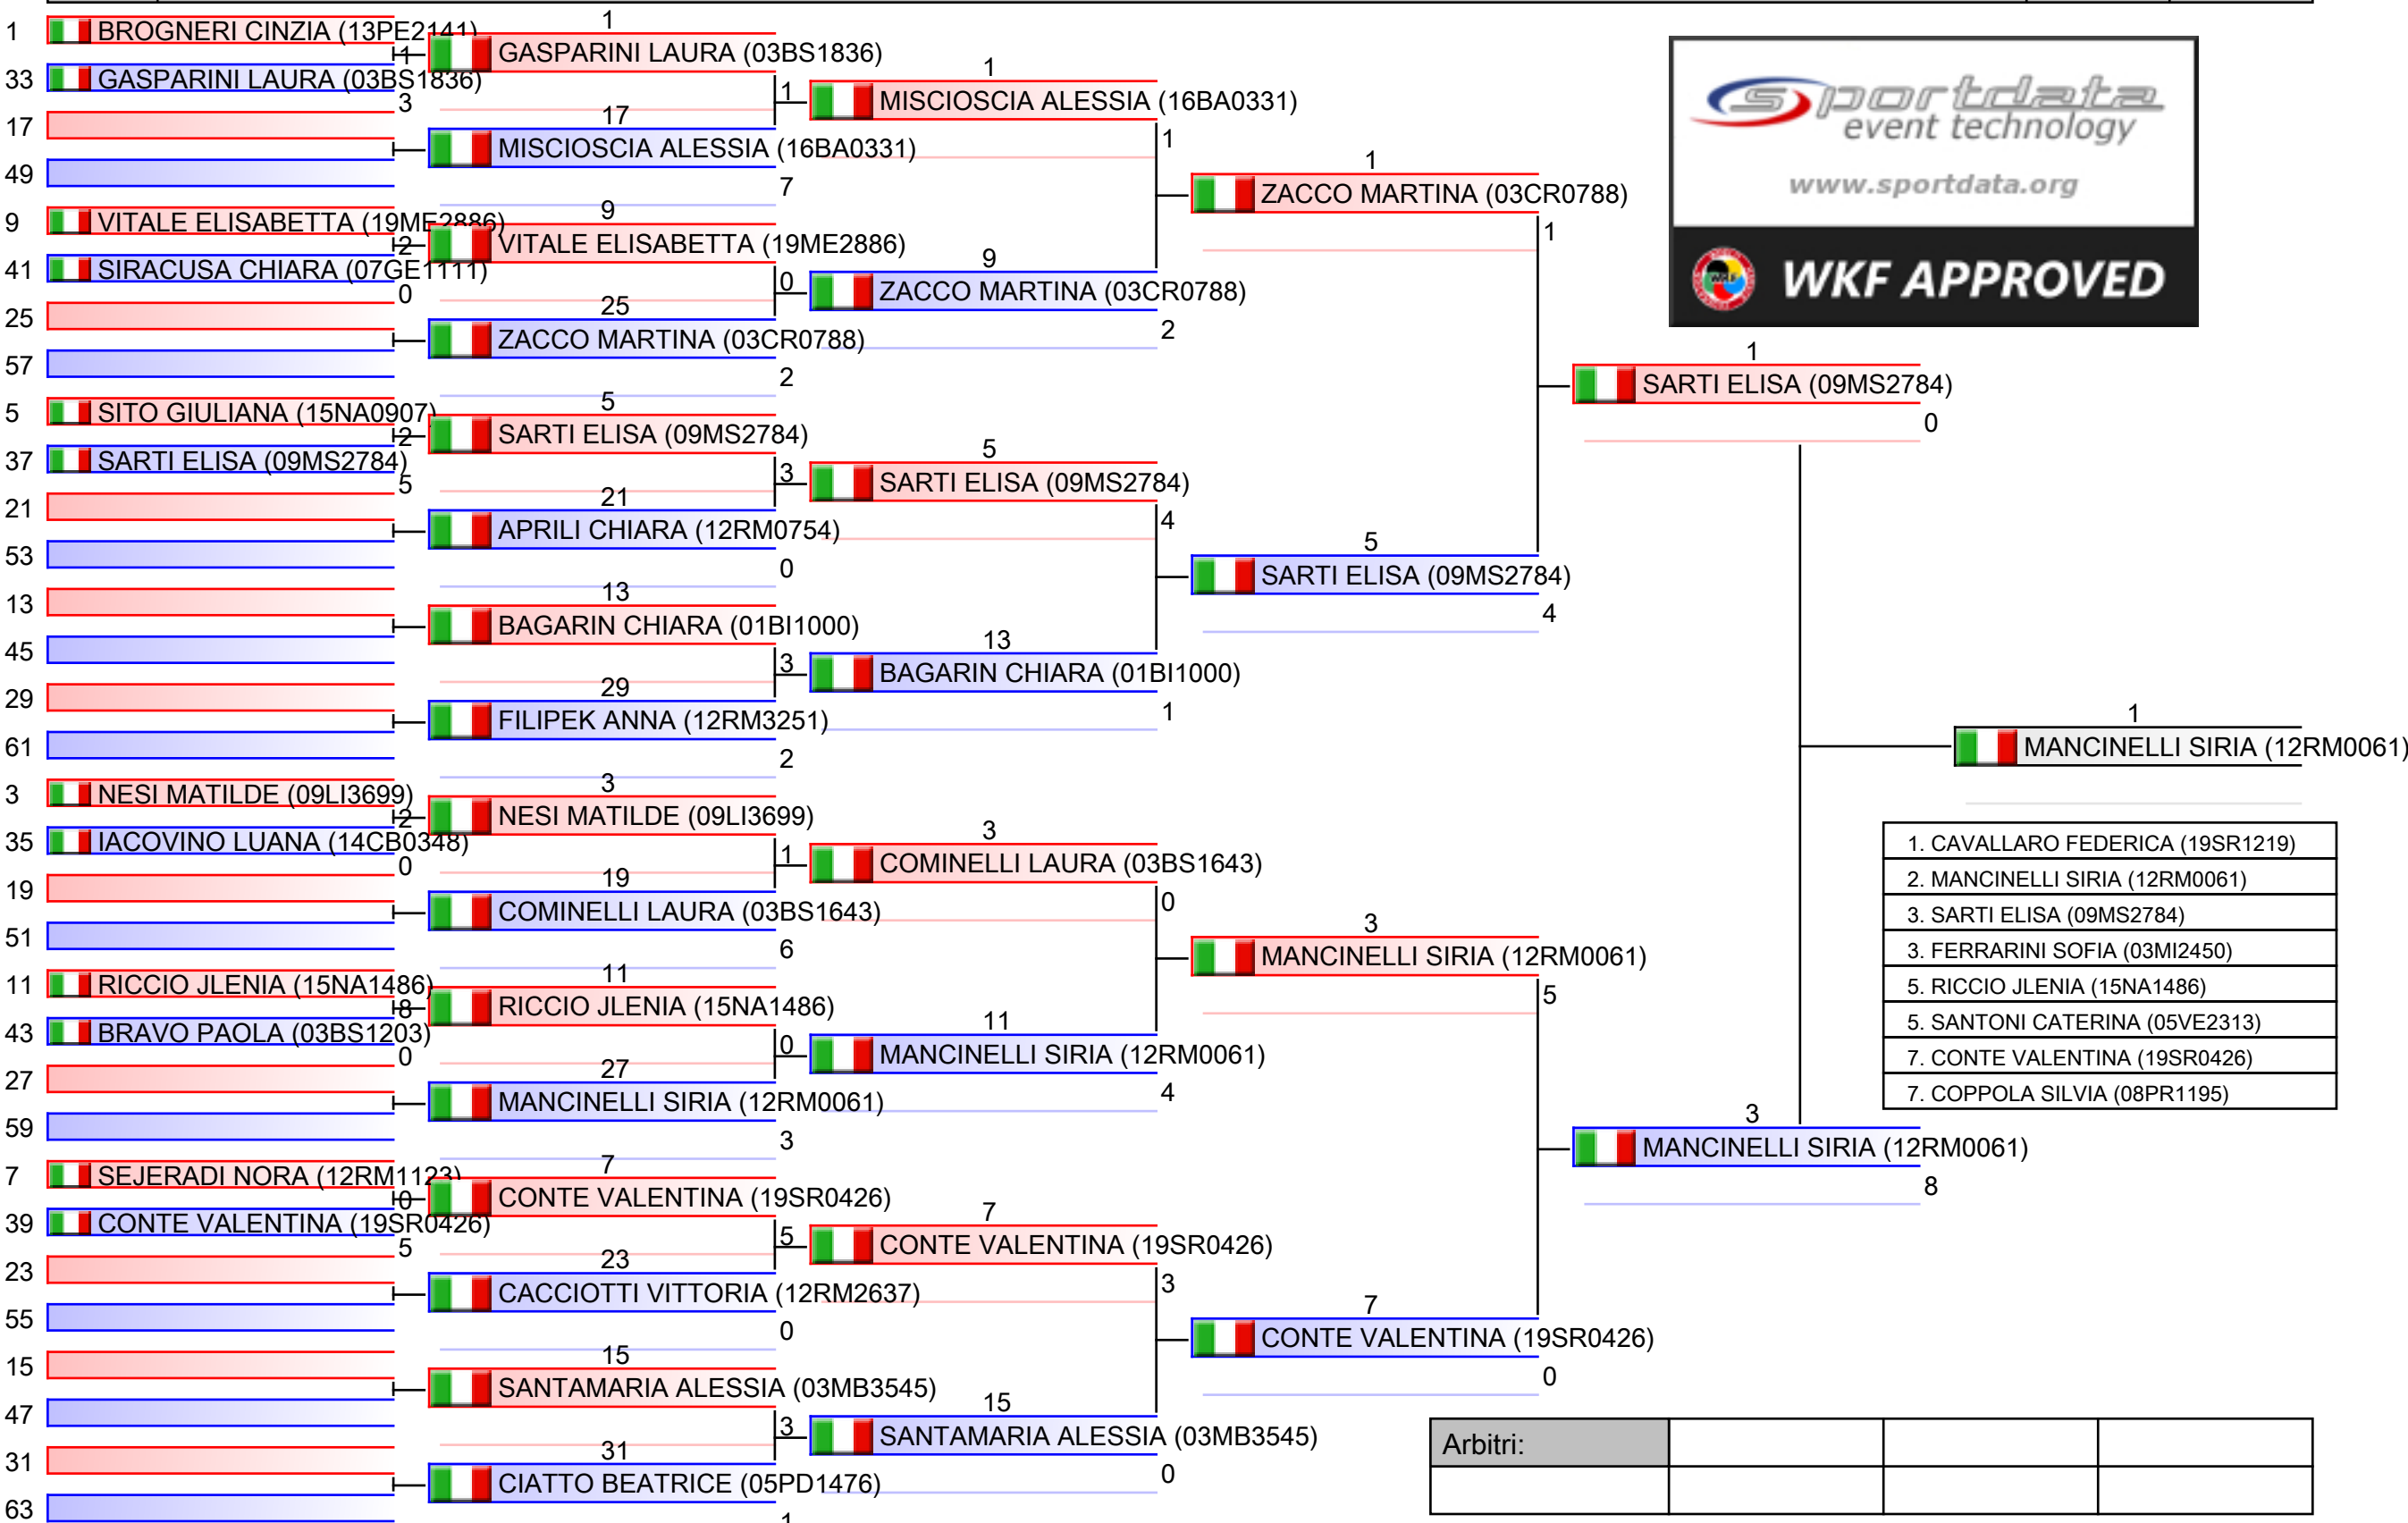 1 BROGNERI CINZIA (13PE2141)
1
33 GASPARINI LAURA (03BS1836)
3
17
49
9 VITALE ELISABETTA (19ME2886)
2
41 SIRACUSA CHIARA (07GE1111)
0
25
57
5 SITO GIULIANA (15NA0907)
2
37 SARTI ELISA (09MS2784)
5
21
53
13
45
29
61
3 NESI MATILDE (09LI3699)
2
35 IACOVINO LUANA (14CB0348)
0
19
51
11 RICCIO JLENIA (15NA1486)
8
43 BRAVO PAOLA (03BS1203)
0
27
59
7 SEJERADI NORA (12RM1123)
0
39 CONTE VALENTINA (19SR0426)
5
23
55
15
47
31
63
1
GASPARINI LAURA (03BS1836)
1
17
MISCIOSCIA ALESSIA (16BA0331)
7
9
VITALE ELISABETTA (19ME2886)
0
25
ZACCO MARTINA (03CR0788)
2
5
SARTI ELISA (09MS2784)
3
21
APRILI CHIARA (12RM0754)
0
13
BAGARIN CHIARA (01BI1000)
3
29
FILIPEK ANNA (12RM3251)
2
3
NESI MATILDE (09LI3699)
1
19
COMINELLI LAURA (03BS1643)
6
11
RICCIO JLENIA (15NA1486)
0
27
MANCINELLI SIRIA (12RM0061)
3
7
CONTE VALENTINA (19SR0426)
5
23
CACCIOTTI VITTORIA (12RM2637)
0
15
SANTAMARIA ALESSIA (03MB3545)
3
31
CIATTO BEATRICE (05PD1476)
1
1
MISCIOSCIA ALESSIA (16BA0331)
1
9
ZACCO MARTINA (03CR0788)
2
5
SARTI ELISA (09MS2784)
4
13
BAGARIN CHIARA (01BI1000)
1
3
COMINELLI LAURA (03BS1643)
0
11
MANCINELLI SIRIA (12RM0061)
4
7
CONTE VALENTINA (19SR0426)
3
15
SANTAMARIA ALESSIA (03MB3545)
0
1
ZACCO MARTINA (03CR0788)
1
5
SARTI ELISA (09MS2784)
4
3
MANCINELLI SIRIA (12RM0061)
5
7
CONTE VALENTINA (19SR0426)
0
1
SARTI ELISA (09MS2784)
0
3
MANCINELLI SIRIA (12RM0061)
8
1
MANCINELLI SIRIA (12RM0061)
sportdata
event technology
www.sportdata.org
WKF
WKF APPROVED
1. CAVALLARO FEDERICA (19SR1219)
2. MANCINELLI SIRIA (12RM0061)
3. SARTI ELISA (09MS2784)
3. FERRARINI SOFIA (03MI2450)
5. RICCIO JLENIA (15NA1486)
5. SANTONI CATERINA (05VE2313)
7. CONTE VALENTINA (19SR0426)
7. COPPOLA SILVIA (08PR1195)
Arbitri: